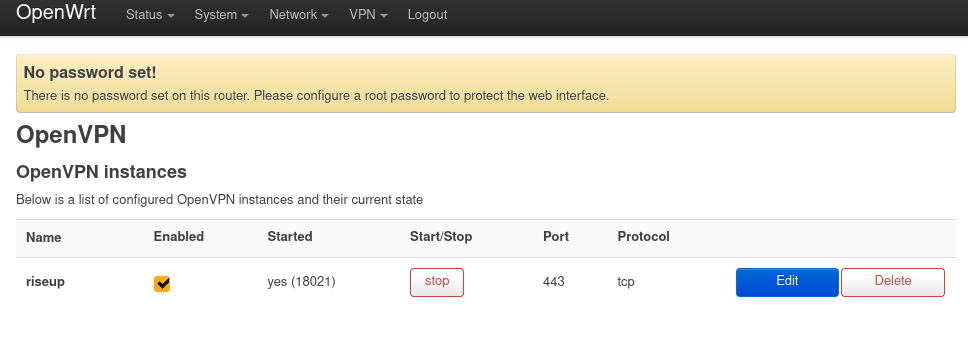 OpenWrt Status System Network VPN Logout
No password set!
There is no password set on this router. Please configure a root password to protect the web interface.
OpenVPN
OpenVPN instances
Below is a list of configured OpenVPN instances and their current state
Name Enabled Started Start/Stop Port Protocol
riseup yes (18021) stop 443 tcp Edit Delete